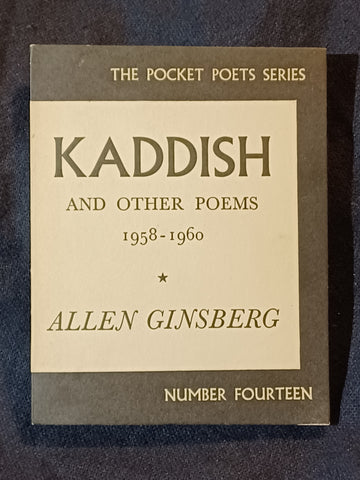 THE POCKET POETS SERIES
KADDISH
AND OTHER POEMS
1958-1960
★
ALLEN GINSBERG
NUMBER FOURTEEN